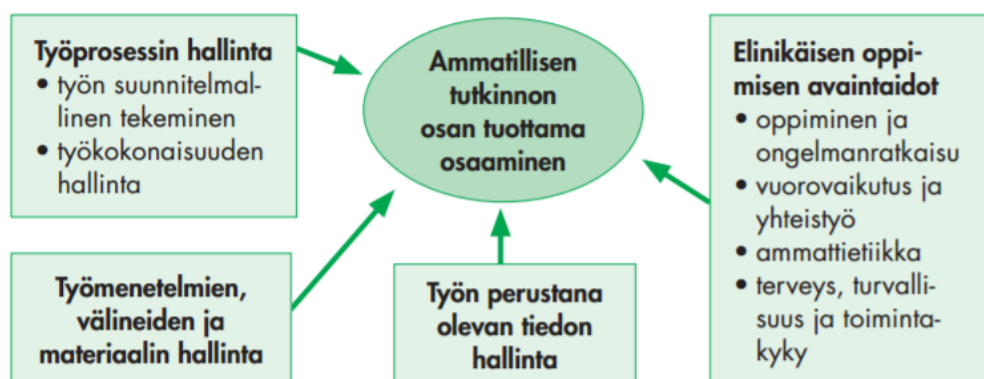 Työprosessin hallinta
• työn suunnitelmal-
linen tekeminen
• työkokonaisuuden
hallinta
Ammatillisen
tutkinnon
osan tuottama
osaaminen
Elinikäisen oppi-
misen avaintaidot
• oppiminen ja
ongelmanratkaisu
• vuorovaikutus ja
yhteistyö
• ammattietiikka
• terveys, turvalli-
suus ja toiminta-
kyky
Työmenetelmien,
välineiden ja
materiaalin hallinta
Työn perustana
olevan tiedon
hallinta